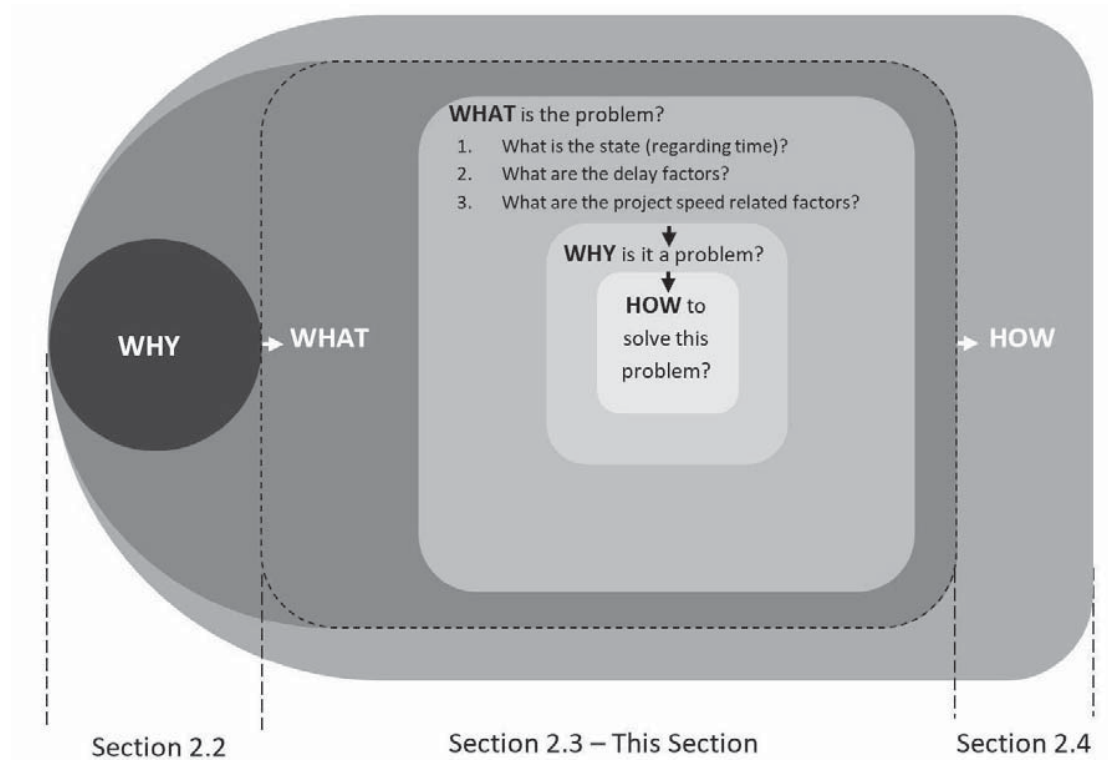 WHAT is the problem?
1. What is the state (regarding time)?
2. What are the delay factors?
3. What are the project speed related factors?
WHY is it a problem?
HOW to
solve this
problem?
WHY
WHAT
HOW
Section 2.2
Section 2.3 – This Section
Section 2.4